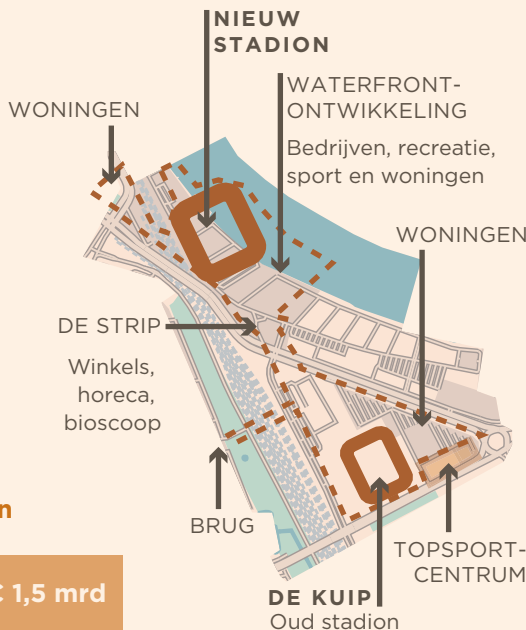 NIEUW
STADION
WATERFRONT-
ONTWIKKELING
Bedrijven, recreatie,
sport en woningen
WONINGEN
WONINGEN
DE STRIP
Winkels,
horeca,
bioscoop
BRUG
TOPSPORT-
CENTRUM
DE KUIP
Oud stadion
€ 1,5 mrd